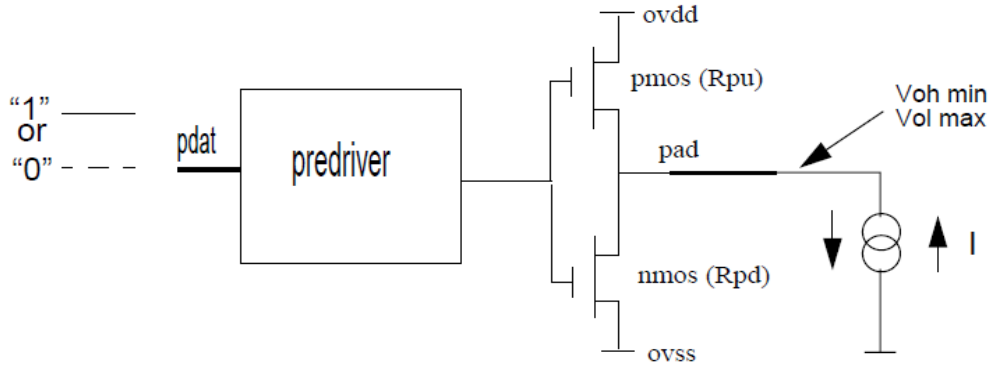 ovdd
pmos (Rpu)
Voh min
Vol max
“1”
or
“0”
pdat
predriver
pad
I
nmos (Rpd)
ovss